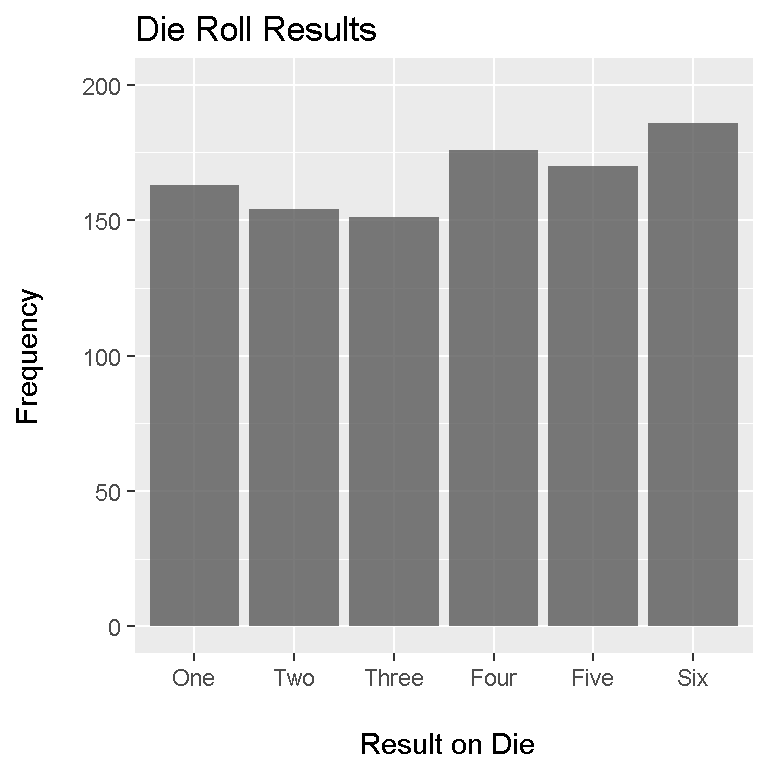 Die Roll Results
200
150
100
50
0
Frequency
One Two Three Four Five Six
Result on Die